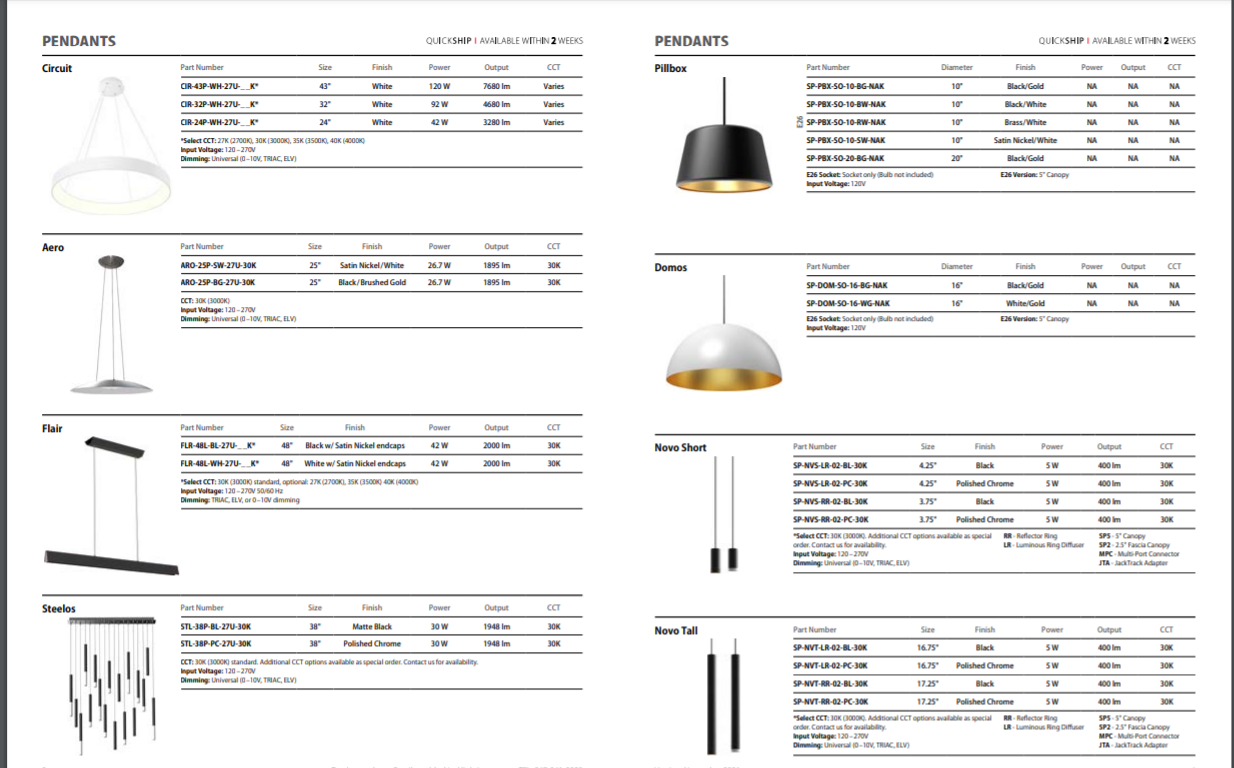 PENDANTS
QUICKSHIP | AVAILABLE WITHIN 2 WEEKS
Circuit
Part Number Size Finish Power Output CCT
CIR-43P-WH-27U-__K* 43" White 120 W 7680 lm Varies
CIR-32P-WH-27U-__K* 32" White 92 W 4680 lm Varies
CIR-24P-WH-27U-__K* 24" White 42 W 3280 lm Varies
*Select CCT: 27K (2700K), 30K (3000K), 35K (3500K), 40K (4000K)
Input Voltage: 120–270V
Dimming: Universal (0–10V, TRIAC, ELV)
Aero
Part Number Size Finish Power Output CCT
ARO-25P-SW-27U-30K 25" Satin Nickel/White 26.7 W 1895 lm 30K
ARO-25P-BG-27U-30K 25" Black/Brushed Gold 26.7 W 1895 lm 30K
CCT: 30K (3000K)
Input Voltage: 120–270V
Dimming: Universal (0–10V, TRIAC, ELV)
Flair
Part Number Size Finish Power Output CCT
FLR-48L-BL-27U-__K* 48" Black w/ Satin Nickel endcaps 42 W 2000 lm 30K
FLR-48L-WH-27U-__K* 48" White w/ Satin Nickel endcaps 42 W 2000 lm 30K
*Select CCT: 30K (3000K) standard, optional: 27K (2700K), 35K (3500K) 40K (4000K)
Input Voltage: 120–270V 50/60 Hz
Dimming: TRIAC, ELV, or 0–10V dimming
Steelos
Part Number Size Finish Power Output CCT
STL-38P-BL-27U-30K 38" Matte Black 30 W 1948 lm 30K
STL-38P-PC-27U-30K 38" Polished Chrome 30 W 1948 lm 30K
CCT: 30K (3000K) standard. Additional CCT options available as special order. Contact us for availability.
Input Voltage: 120–270V
Dimming: Universal (0–10V, TRIAC, ELV)
PENDANTS
QUICKSHIP | AVAILABLE WITHIN 2 WEEKS
Pillbox
Part Number Diameter Finish Power Output CCT
E26
SP-PBX-SO-10-BG-NAK 10" Black/Gold NA NA NA
SP-PBX-SO-10-BW-NAK 10" Black/White NA NA NA
SP-PBX-SO-10-RW-NAK 10" Brass/White NA NA NA
SP-PBX-SO-10-SW-NAK 10" Satin Nickel/White NA NA NA
SP-PBX-SO-20-BG-NAK 20" Black/Gold NA NA NA
E26 Socket: Socket only (Bulb not included) E26 Version: 5" Canopy
Input Voltage: 120V
Domos
Part Number Diameter Finish Power Output CCT
SP-DOM-SO-16-BG-NAK 16" Black/Gold NA NA NA
SP-DOM-SO-16-WG-NAK 16" White/Gold NA NA NA
E26 Socket: Socket only (Bulb not included) E26 Version: 5" Canopy
Input Voltage: 120V
Novo Short
Part Number Size Finish Power Output CCT
SP-NVS-LR-02-BL-30K 4.25" Black 5 W 400 lm 30K
SP-NVS-LR-02-PC-30K 4.25" Polished Chrome 5 W 400 lm 30K
SP-NVS-RR-02-BL-30K 3.75" Black 5 W 400 lm 30K
SP-NVS-RR-02-PC-30K 3.75" Polished Chrome 5 W 400 lm 30K
*Select CCT: 30K (3000K). Additional CCT options available as special RR - Reflector Ring SP5 - 5" Canopy
order. Contact us for availability. LR - Luminous Ring Diffuser SP2 - 2.5" Fascia Canopy
Input Voltage: 120–270V MPC - Multi-Port Connector
Dimming: Universal (0–10V, TRIAC, ELV) JTA - JackTrack Adapter
Novo Tall
Part Number Size Finish Power Output CCT
SP-NVT-LR-02-BL-30K 16.75" Black 5 W 400 lm 30K
SP-NVT-LR-02-PC-30K 16.75" Polished Chrome 5 W 400 lm 30K
SP-NVT-RR-02-BL-30K 17.25" Black 5 W 400 lm 30K
SP-NVT-RR-02-PC-30K 17.25" Polished Chrome 5 W 400 lm 30K
*Select CCT: 30K (3000K). Additional CCT options available as special RR - Reflector Ring SP5 - 5" Canopy
order. Contact us for availability. LR - Luminous Ring Diffuser SP2 - 2.5" Fascia Canopy
Input Voltage: 120–270V MPC - Multi-Port Connector
Dimming: Universal (0–10V, TRIAC, ELV) JTA - JackTrack Adapter